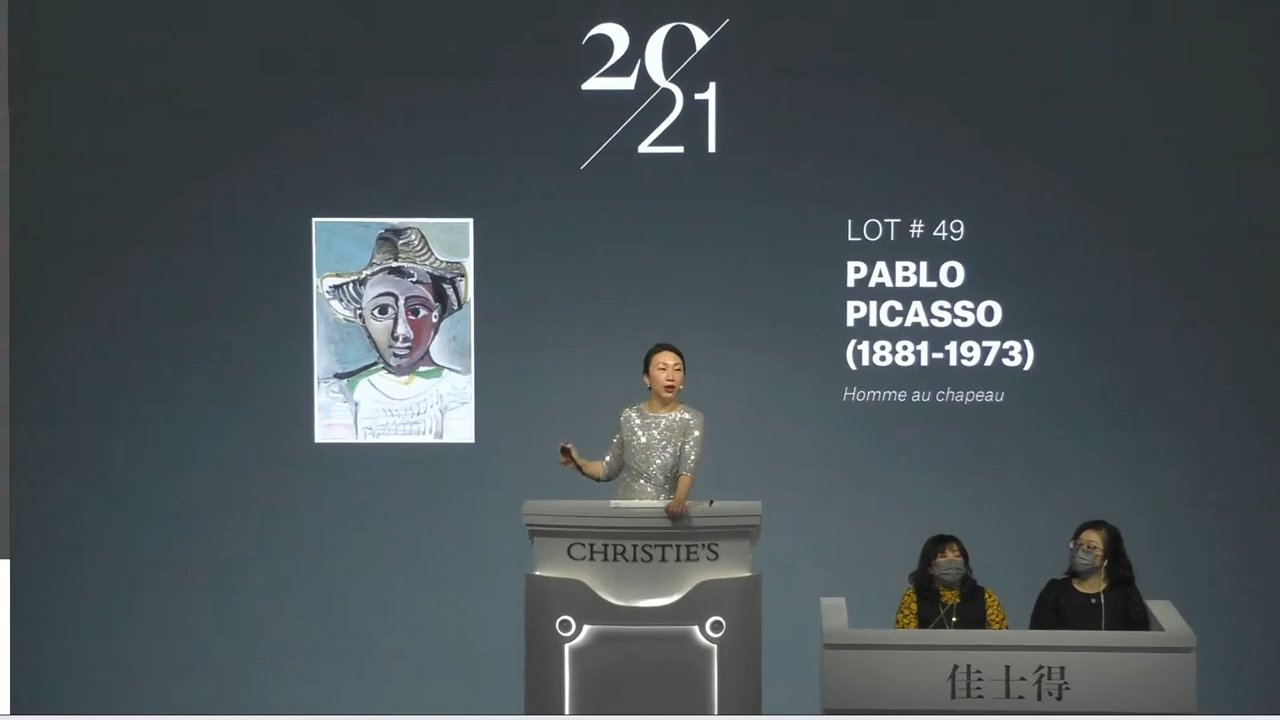 20
21
LOT # 49
PABLO
PICASSO
(1881-1973)
Homme au chapeau
CHRISTIE'S
佳士得